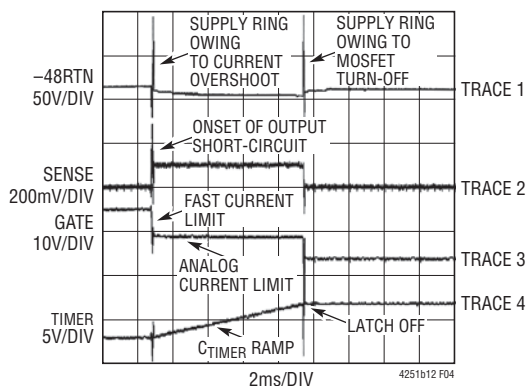 SUPPLY RING
OWING
TO CURRENT
OVERSHOOT
SUPPLY RING
OWING TO
MOSFET
TURN-OFF
–48RTN
50V/DIV
TRACE 1
ONSET OF OUTPUT
SHORT-CIRCUIT
SENSE
200mV/DIV
TRACE 2
GATE
10V/DIV
FAST CURRENT
LIMIT
TRACE 3
ANALOG
CURRENT LIMIT
TRACE 4
TIMER
5V/DIV
LATCH OFF
CTIMER RAMP
2ms/DIV
4251b12 F04